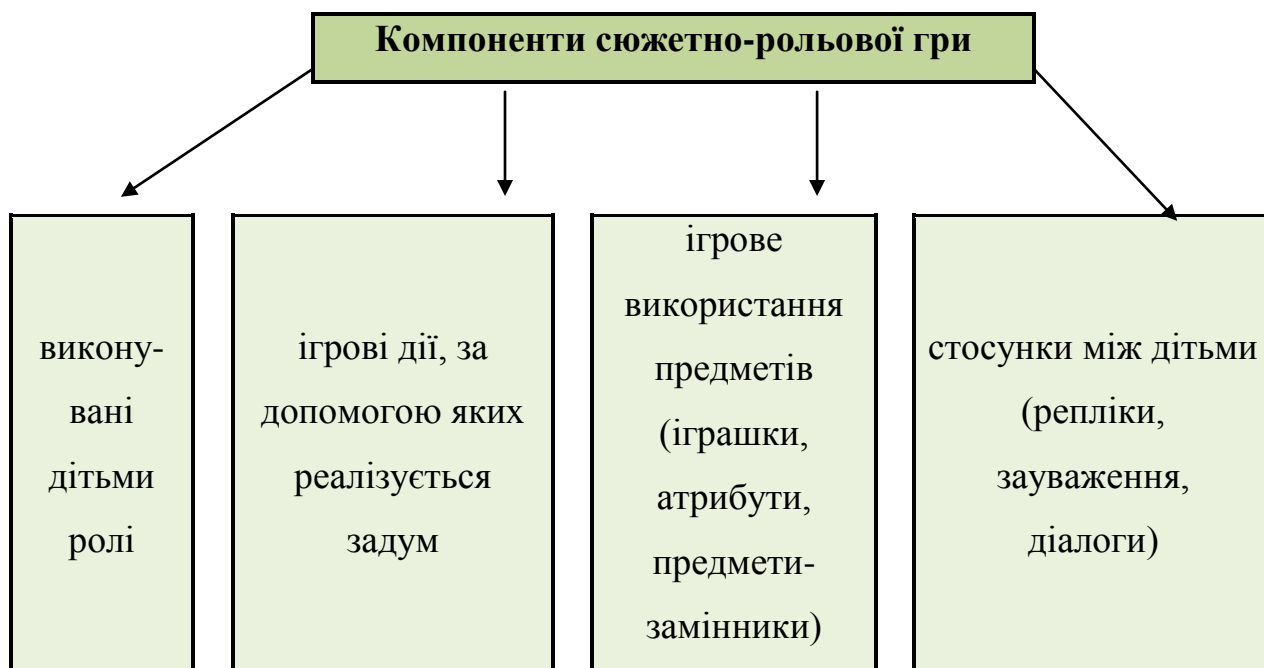 Компоненти сюжетно-рольової гри
викону-
вані
дітьми
ролі
ігрові дії, за
допомогою яких
реалізується
задум
ігрове
використання
предметів
(іграшки,
атрибути,
предмети-
замінники)
стосунки між дітьми
(репліки,
зауваження,
діалоги)